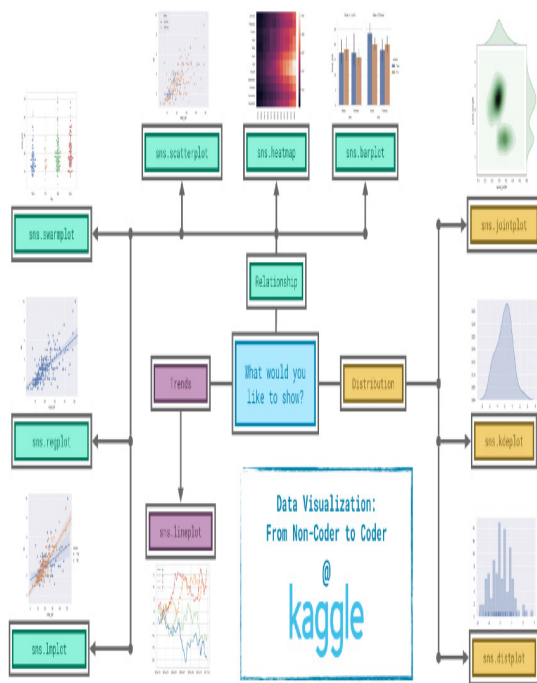 sns.scatterplot
sns.heatmap
sns.barplot
sns.swarmplot
sns.jointplot
Relationship
What would you
like to show?
Trends
Distribution
sns.regplot
sns.kdeplot
sns.lineplot
Data Visualization:
From Non-Coder to Coder
@
kaggle
sns.lmplot
sns.distplot